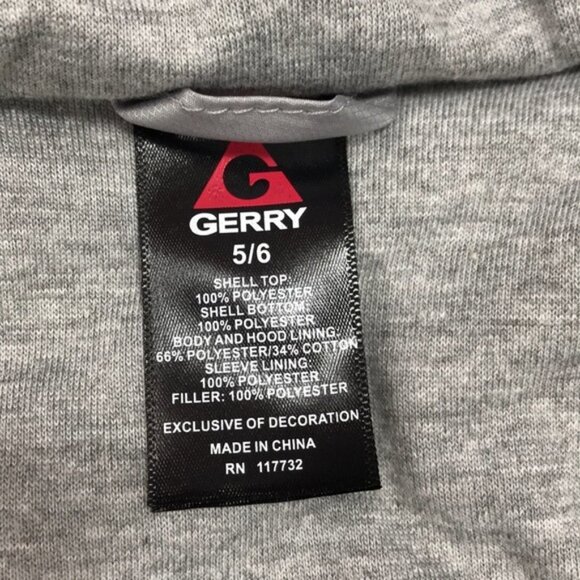 GERRY
5/6
SHELL TOP:
100% POLYESTER
SHELL BOTTOM:
100% POLYESTER
BODY AND HOOD LINING:
66% POLYESTER/34% COTTON
SLEEVE LINING:
100% POLYESTER
FILLER: 100% POLYESTER
EXCLUSIVE OF DECORATION
MADE IN CHINA
RN 117732